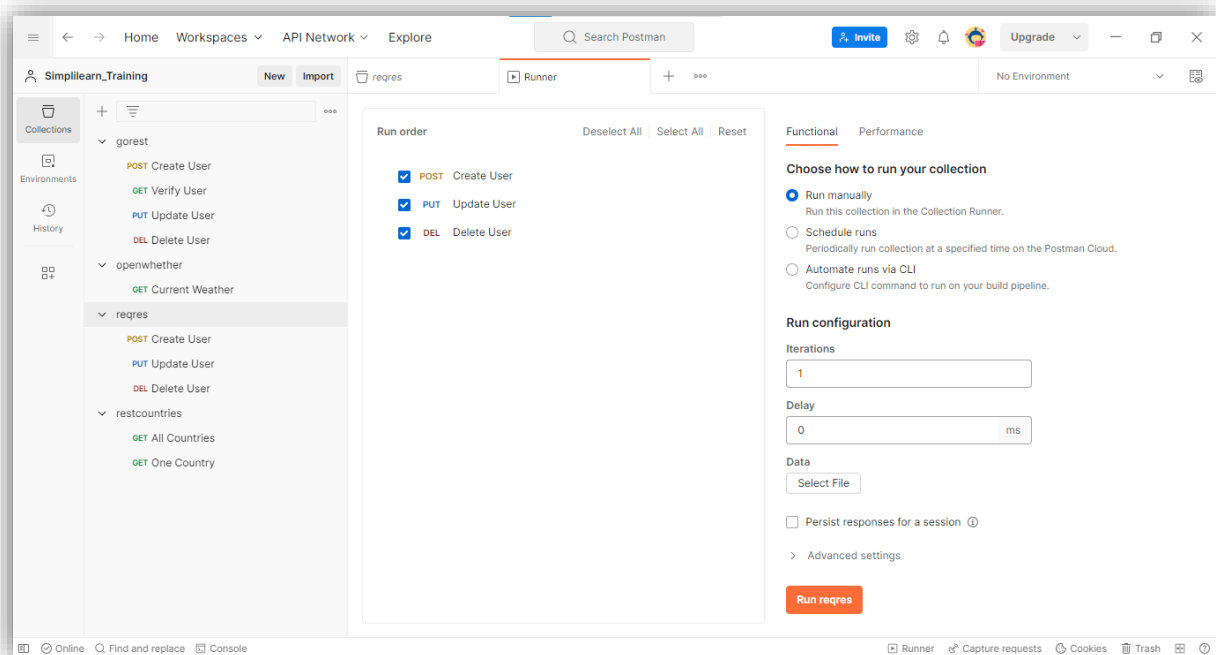 Home Workspaces API Network Explore Search Postman Invite Upgrade
Simplilearn_Training New Import reqres Runner No Environment
Collections
Environments
History
gorest
POST Create User
GET Verify User
PUT Update User
DEL Delete User
openwhether
GET Current Weather
reqres
POST Create User
PUT Update User
DEL Delete User
restcountries
GET All Countries
GET One Country
Run order Deselect All Select All Reset
POST Create User
PUT Update User
DEL Delete User
Functional Performance
Choose how to run your collection
Run manually
Run this collection in the Collection Runner.
Schedule runs
Periodically run collection at a specified time on the Postman Cloud.
Automate runs via CLI
Configure CLI command to run on your build pipeline.
Run configuration
Iterations
1
Delay
0 ms
Data
Select File
Persist responses for a session
Advanced settings
Run reqres
Online Find and replace Console Runner Capture requests Cookies Trash